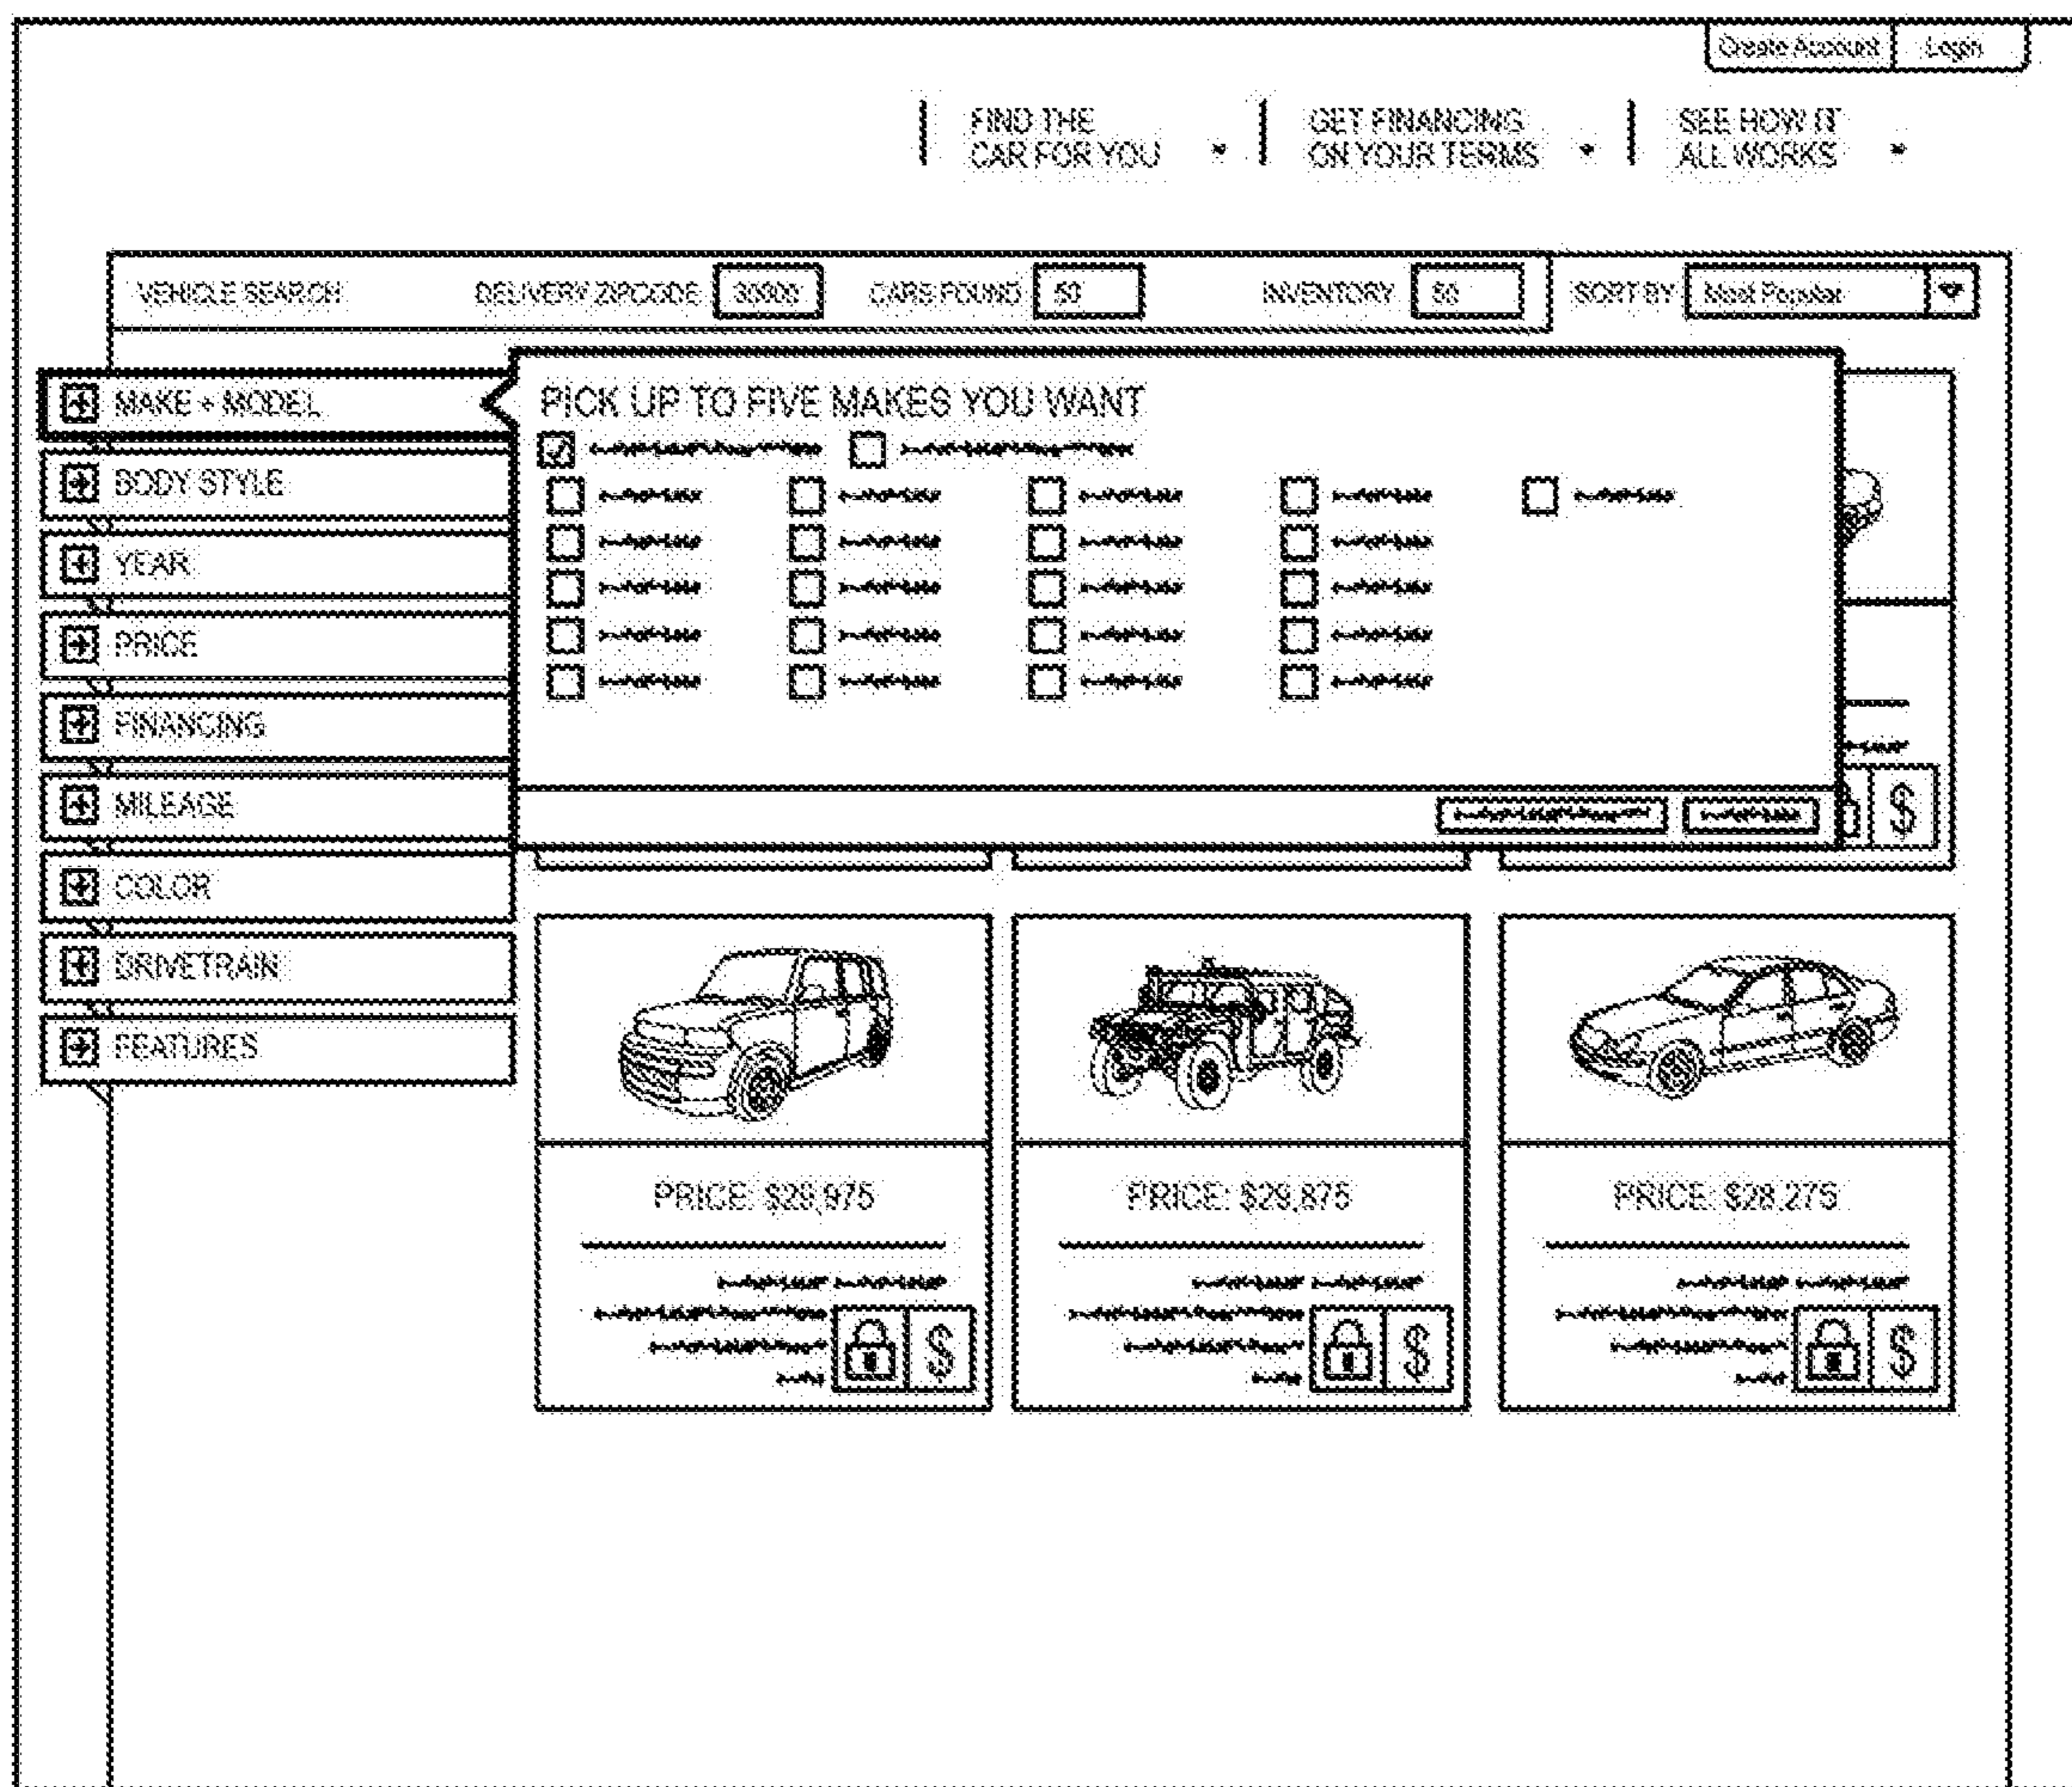 Create Account Login
FIND THE
CAR FOR YOU
GET FINANCING
ON YOUR TERMS
SEE HOW IT
ALL WORKS
VEHICLE SEARCH DELIVERY ZIPCODE 30900 CARS FOUND 50 INVENTORY 50 SORT BY Most Popular
MAKE + MODEL
BODY STYLE
YEAR
PRICE
FINANCING
MILEAGE
COLOR
DRIVETRAIN
FEATURES
PICK UP TO FIVE MAKES YOU WANT
$
PRICE: $29,975
$
PRICE: $29,875
$
PRICE: $28,275
$